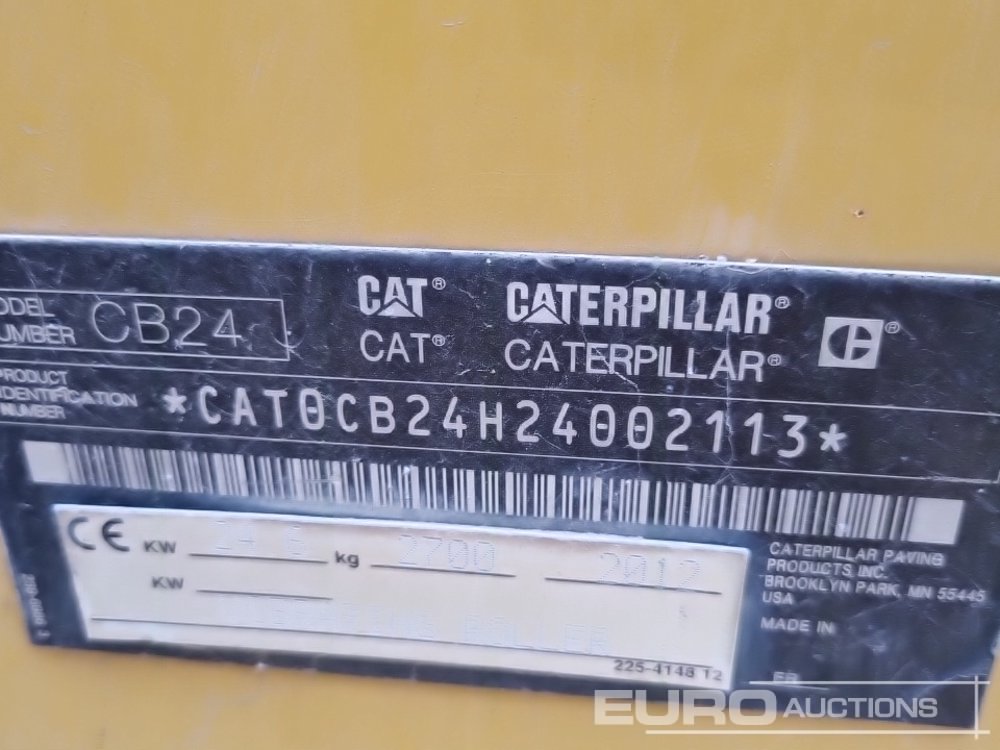 MODEL
NUMBER CB24
CAT® CATERPILLAR®
CAT® CATERPILLAR®
PRODUCT
IDENTIFICATION
NUMBER
*CAT0CB24H24002113*
CE KW 24 6 kg 2700 2012
KW
ROLLER
225-4148 12
CATERPILLAR PAVING
PRODUCTS, INC.
BROOKLYN PARK, MN 55445
USA
MADE IN
EURO AUCTIONS